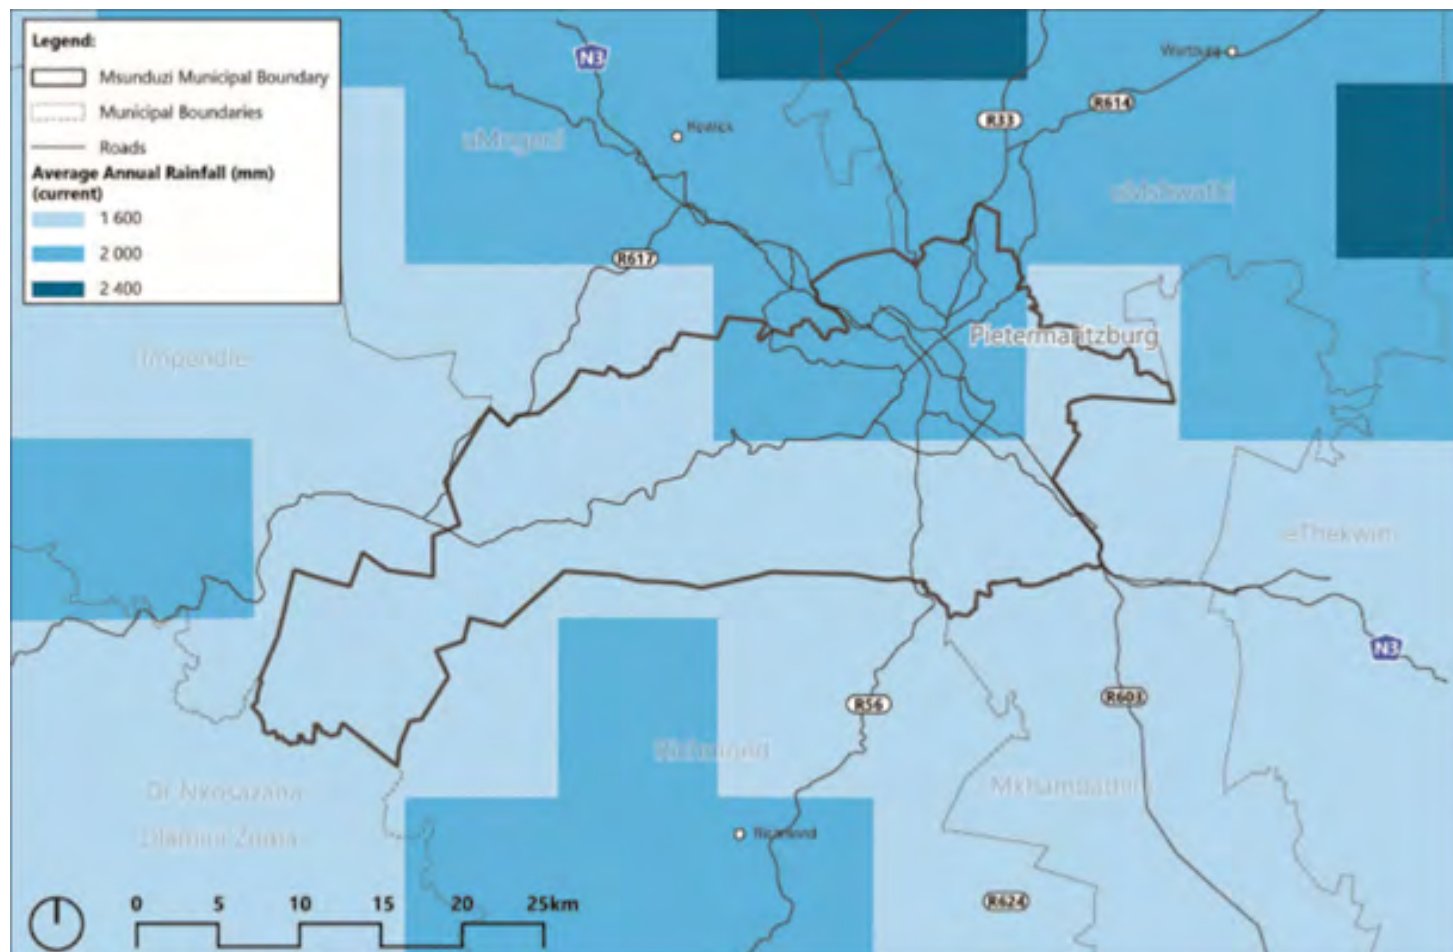 Legend:
Msunduzi Municipal Boundary
Municipal Boundaries
Roads
Average Annual Rainfall (mm)
(current)
1 600
2 000
2 400
N3
Wartburg
R614
R33
Howick
uMngeni
uMshwathi
R617
Pietermaritzburg
Impendle
eThekwini
N3
R56
R603
Richmond
Mkhambathini
Dr Nkosazana
Dlamini Zuma
Richmond
R624
0 5 10 15 20 25km